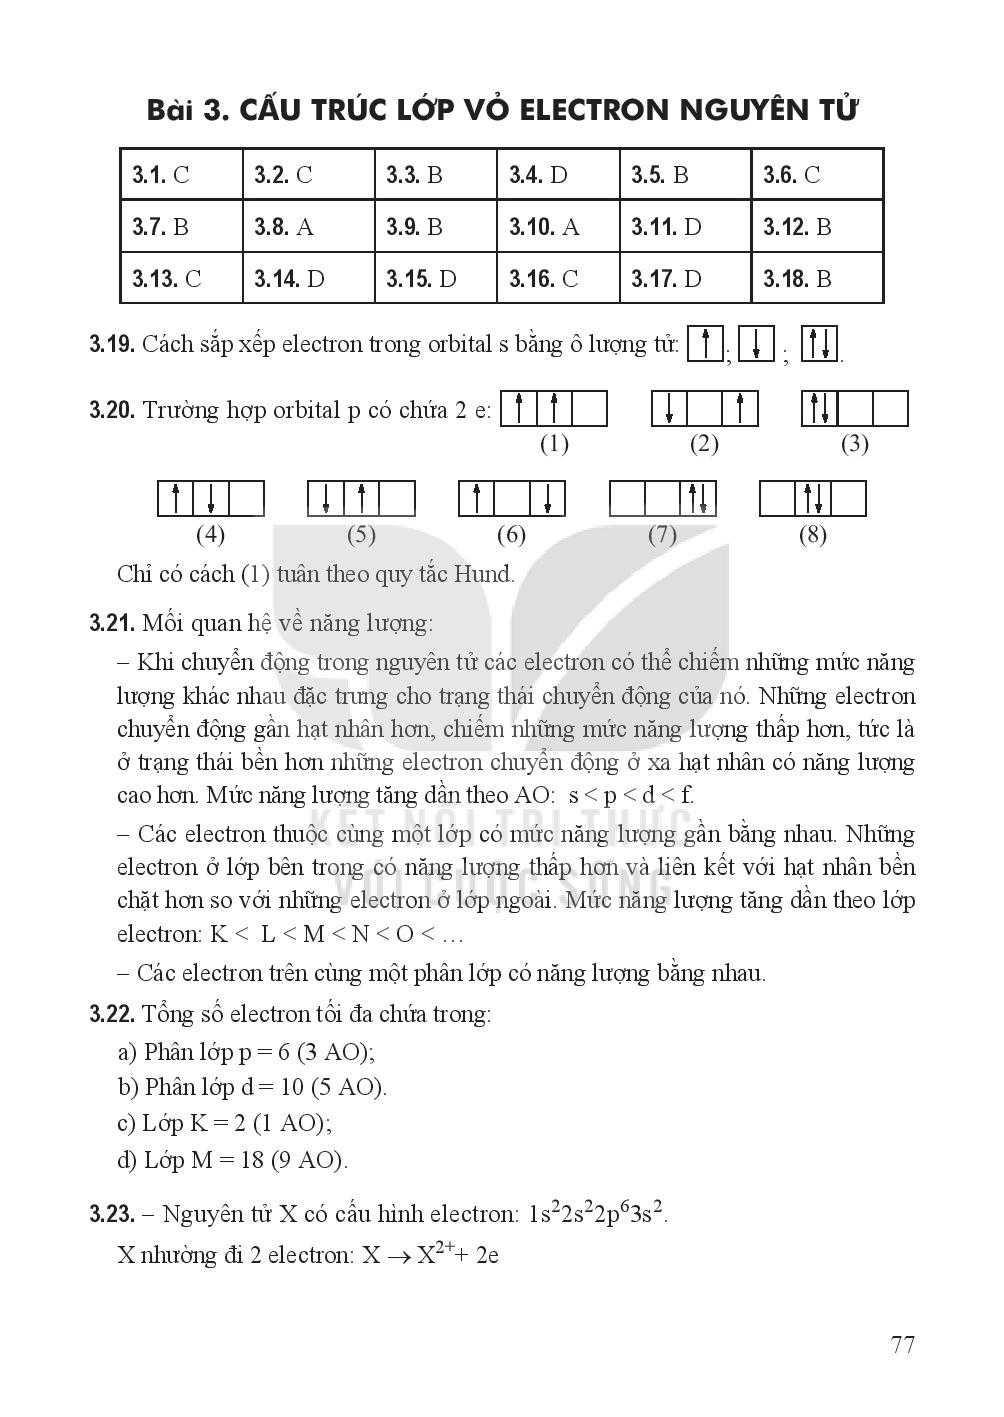 Bài 3. CẤU TRÚC LỚP VỎ ELECTRON NGUYÊN TỬ
3.1. C 3.2. C 3.3. B 3.4. D 3.5. B 3.6. C
3.7. B 3.8. A 3.9. B 3.10. A 3.11. D 3.12. B
3.13. C 3.14. D 3.15. D 3.16. C 3.17. D 3.18. B
3.19. Cách sắp xếp electron trong orbital s bằng ô lượng tử: ↑ ; ↓ ; ↑↓ .
3.20. Trường hợp orbital p có chứa 2 e:
(1) (2) (3)
(4) (5) (6) (7) (8)
Chỉ có cách (1) tuân theo quy tắc Hund.
3.21. Mối quan hệ về năng lượng:
– Khi chuyển động trong nguyên tử các electron có thể chiếm những mức năng
lượng khác nhau đặc trưng cho trạng thái chuyển động của nó. Những electron
chuyển động gần hạt nhân hơn, chiếm những mức năng lượng thấp hơn, tức là
ở trạng thái bền hơn những electron chuyển động ở xa hạt nhân có năng lượng
cao hơn. Mức năng lượng tăng dần theo AO: s < p < d < f.
– Các electron thuộc cùng một lớp có mức năng lượng gần bằng nhau. Những
electron ở lớp bên trong có năng lượng thấp hơn và liên kết với hạt nhân bền
chặt hơn so với những electron ở lớp ngoài. Mức năng lượng tăng dần theo lớp
electron: K < L < M < N < O < …
– Các electron trên cùng một phân lớp có năng lượng bằng nhau.
3.22. Tổng số electron tối đa chứa trong:
a) Phân lớp p = 6 (3 AO);
b) Phân lớp d = 10 (5 AO).
c) Lớp K = 2 (1 AO);
d) Lớp M = 18 (9 AO).
3.23. – Nguyên tử X có cấu hình electron: 1s²2s²2p⁶3s².
X nhường đi 2 electron: X → X²⁺+ 2e
77
KẾT NỐI TRI THỨC
VỚI CUỘC SỐNG